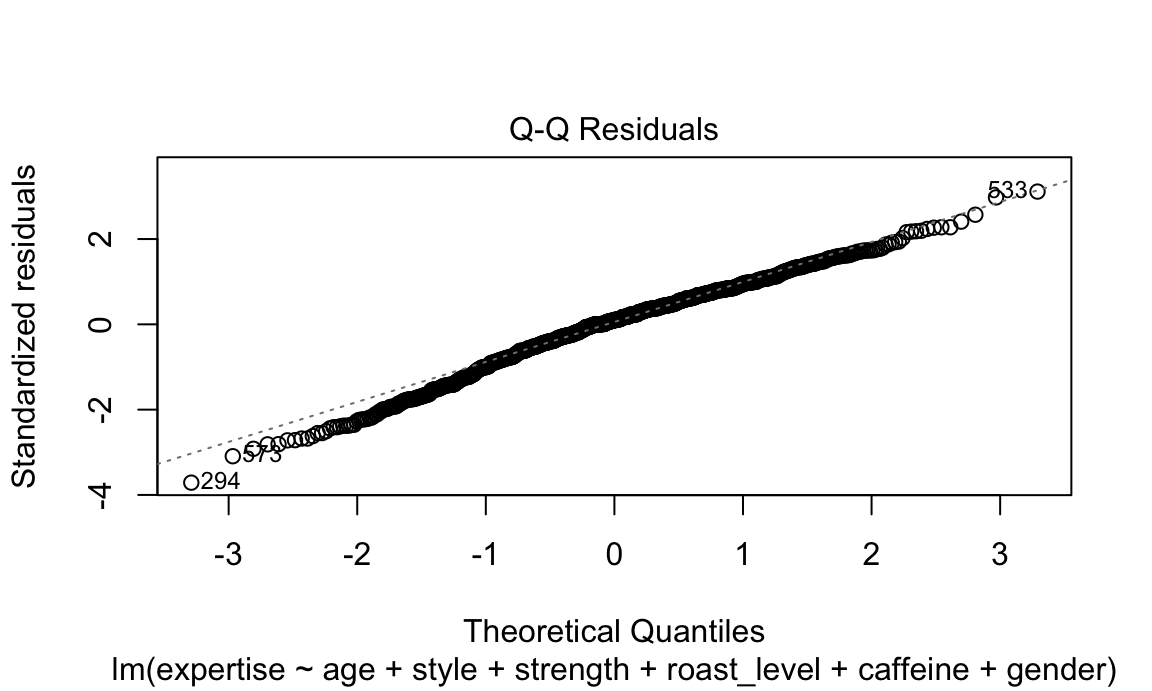 Q-Q Residuals
Standardized residuals
2
0
-2
-4
533
573
294
-3 -2 -1 0 1 2 3
Theoretical Quantiles
lm(expertise ~ age + style + strength + roast_level + caffeine + gender)